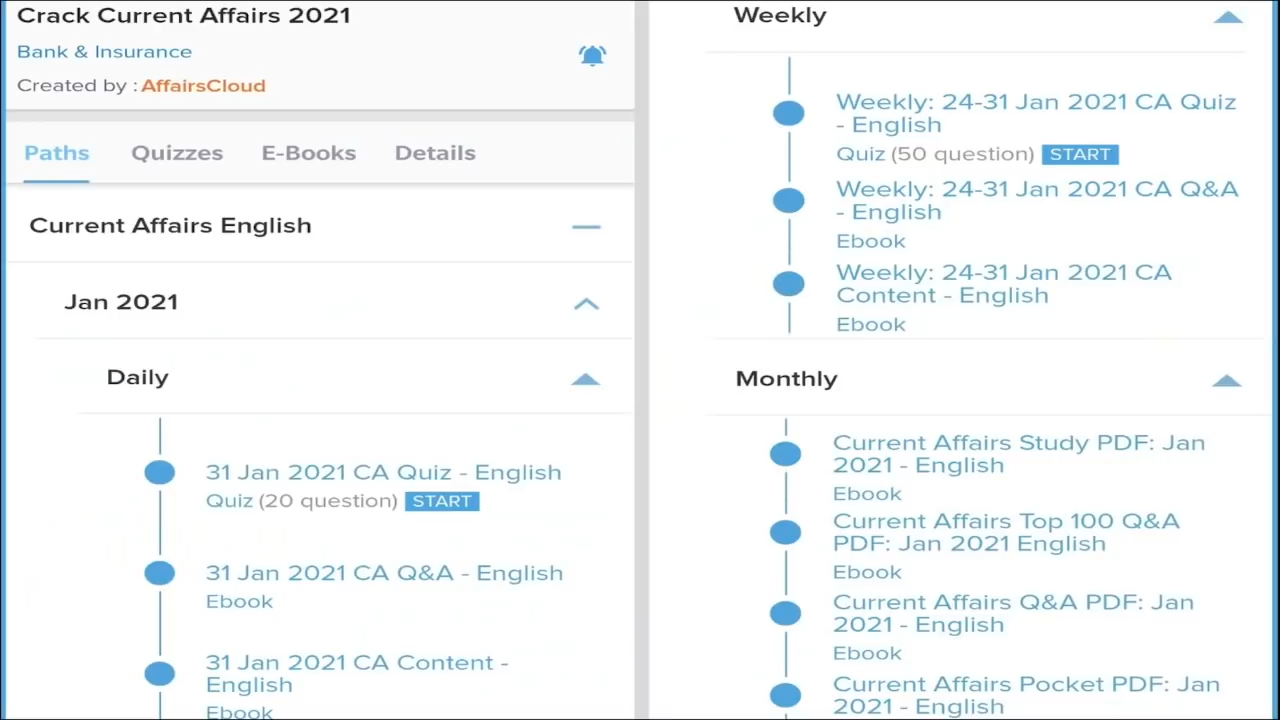 Crack Current Affairs 2021
Bank & Insurance
Created by : AffairsCloud
Paths Quizzes E-Books Details
Current Affairs English
Jan 2021
Daily
31 Jan 2021 CA Quiz - English
Quiz (20 question) START
31 Jan 2021 CA Q&A - English
Ebook
31 Jan 2021 CA Content -
English
Ebook
Weekly
Weekly: 24-31 Jan 2021 CA Quiz
- English
Quiz (50 question) START
Weekly: 24-31 Jan 2021 CA Q&A
- English
Ebook
Weekly: 24-31 Jan 2021 CA
Content - English
Ebook
Monthly
Current Affairs Study PDF: Jan
2021 - English
Ebook
Current Affairs Top 100 Q&A
PDF: Jan 2021 English
Ebook
Current Affairs Q&A PDF: Jan
2021 - English
Ebook
Current Affairs Pocket PDF: Jan
2021 - English